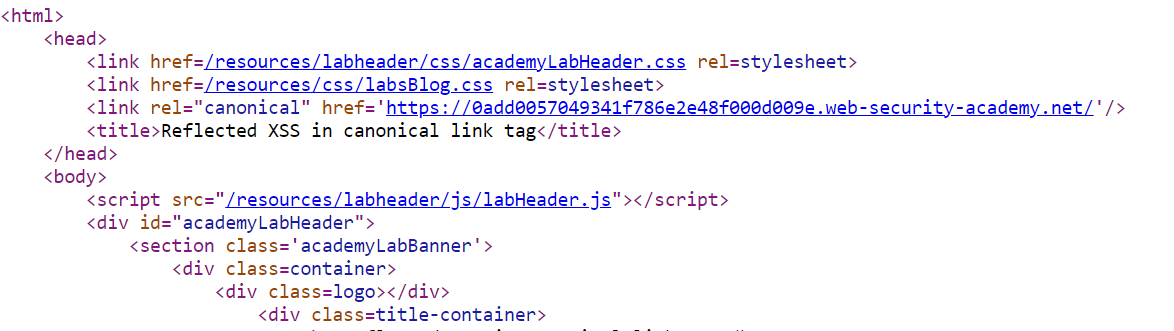 <html>
<head>
<link href=/resources/labheader/css/academyLabHeader.css rel=stylesheet>
<link href=/resources/css/labsBlog.css rel=stylesheet>
<link rel="canonical" href='https://0add0057049341f786e2e48f000d009e.web-security-academy.net/'/>
<title>Reflected XSS in canonical link tag</title>
</head>
<body>
<script src="/resources/labheader/js/labHeader.js"></script>
<div id="academyLabHeader">
<section class='academyLabBanner'>
<div class=container>
<div class=logo></div>
<div class=title-container>